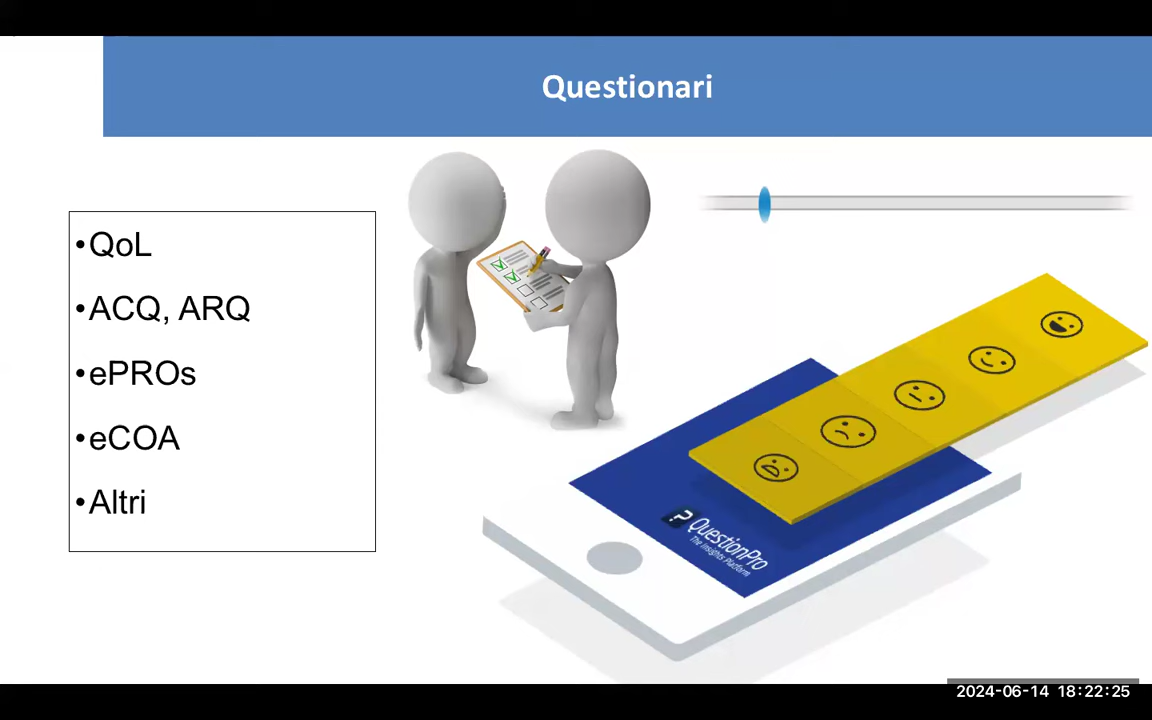 Questionari
•QoL
•ACQ, ARQ
•ePROs
•eCOA
•Altri
QuestionPro
The Insights Platform
2024-06-14 18:22:25